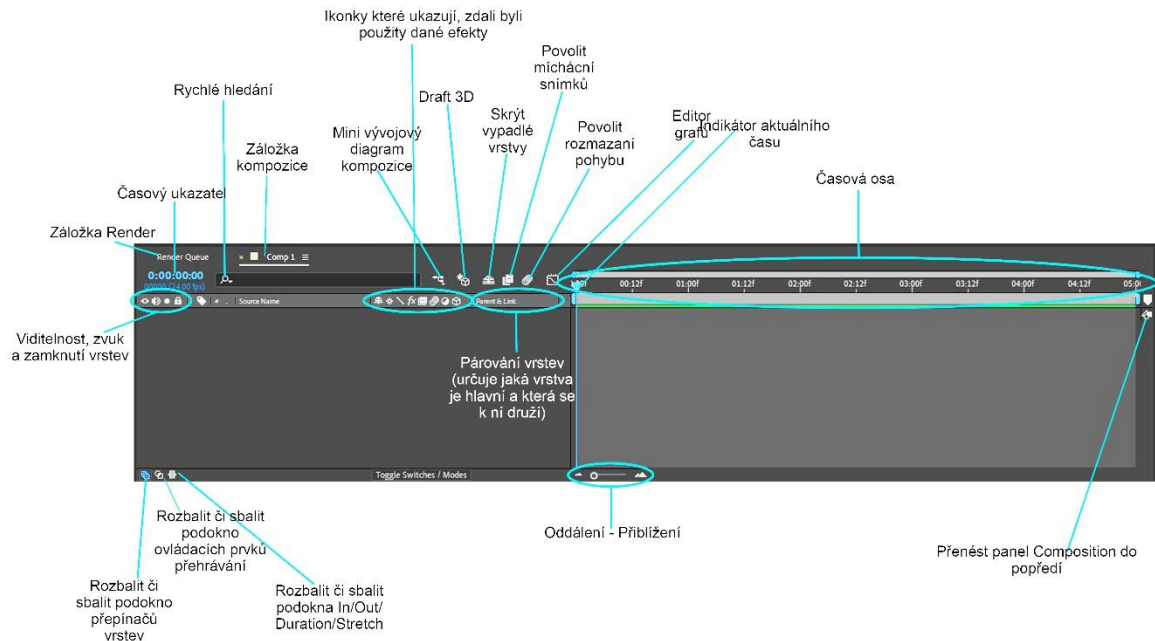 Ikonky které ukazují, zdali byli
použity dané efekty
Povolit
míchácní
snímků
Rychlé hledání
Draft 3D
Skrýt
vypadlé
vrstvy
Editor
grafů
Indikátor aktuálního
času
Mini vývojový
diagram
kompozice
Povolit
rozmazaní
pohybu
Záložka
kompozice
Časová osa
Časový ukazatel
Záložka Render
Render Queue
× Comp 1 ≡
0:00:00:00
00000 (24.00 fps)
:00f 00:12f 01:00f 01:12f 02:00f 02:12f 03:00f 03:12f 04:00f 04:12f 05:0
# . Source Name
fx
Parent & Link
Viditelnost, zvuk
a zamknutí vrstev
Párování vrstev
(určuje jaká vrstva
je hlavní a která se
k ní druží)
Toggle Switches / Modes
Rozbalit či sbalit
podokno
ovládacích prvků
přehrávání
Oddálení - Přiblížení
Přenést panel Composition do
popředí
Rozbalit či
sbalit podokno
přepínačů
vrstev
Rozbalit či sbalit
podokna In/Out/
Duration/Stretch